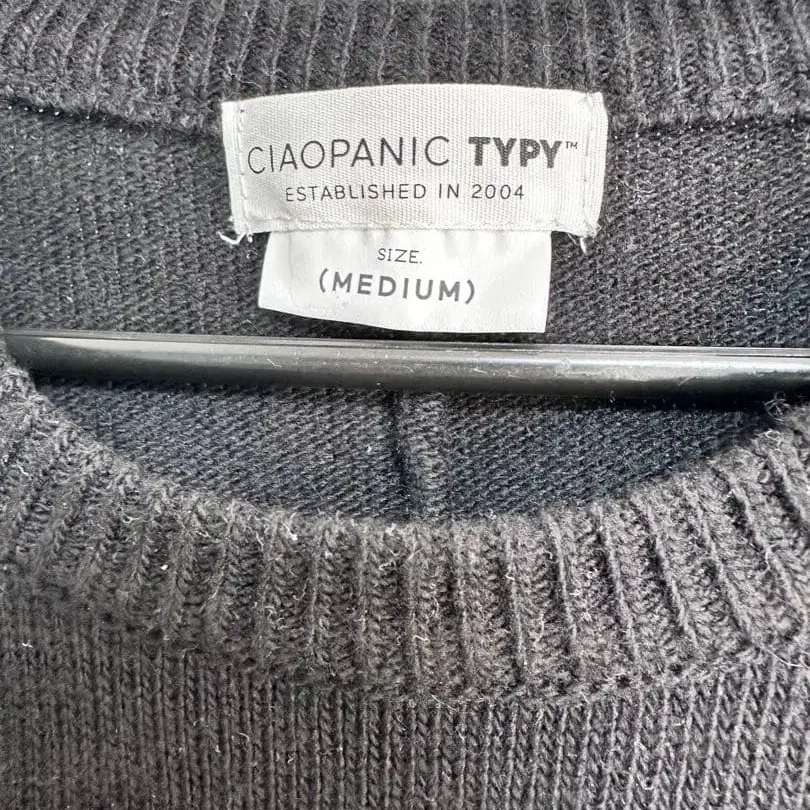 CIAOPANIC TYPY™
ESTABLISHED IN 2004
SIZE.
(MEDIUM)